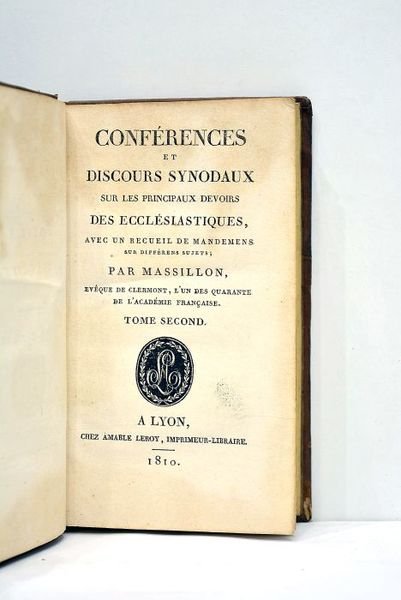 CONFÉRENCES
ET
DISCOURS SYNODAUX
SUR LES PRINCIPAUX DEVOIRS
DES ECCLÉSIASTIQUES,
AVEC UN RECUEIL DE MANDEMENS
SUR DIFFÉRENS SUJETS;
PAR MASSILLON,
EVÊQUE DE CLERMONT, L'UN DES QUARANTE
DE L'ACADÉMIE FRANÇAISE.
TOME SECOND.
A LYON,
CHEZ AMABLE LEROY, IMPRIMEUR-LIBRAIRE.
1810.